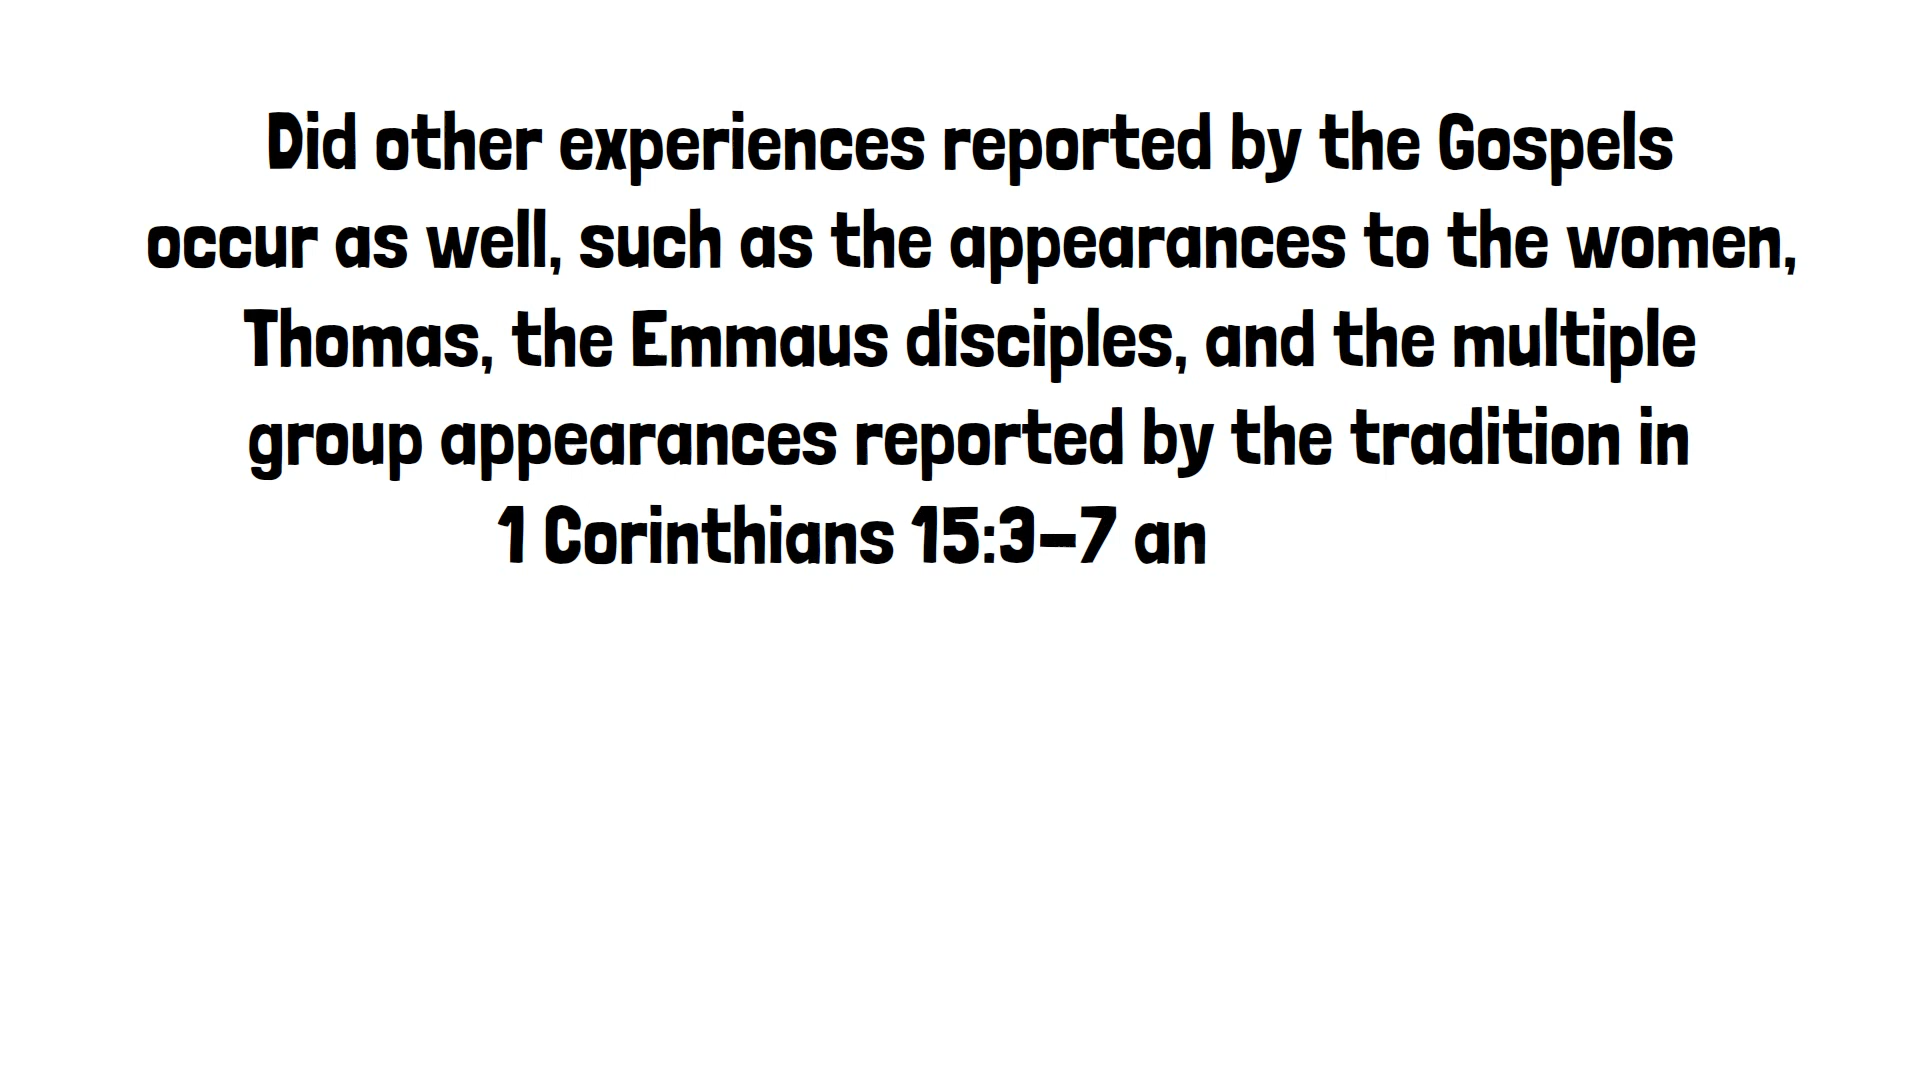 Did other experiences reported by the Gospels
occur as well, such as the appearances to the women,
Thomas, the Emmaus disciples, and the multiple
group appearances reported by the tradition in
1 Corinthians 15:3–7 an